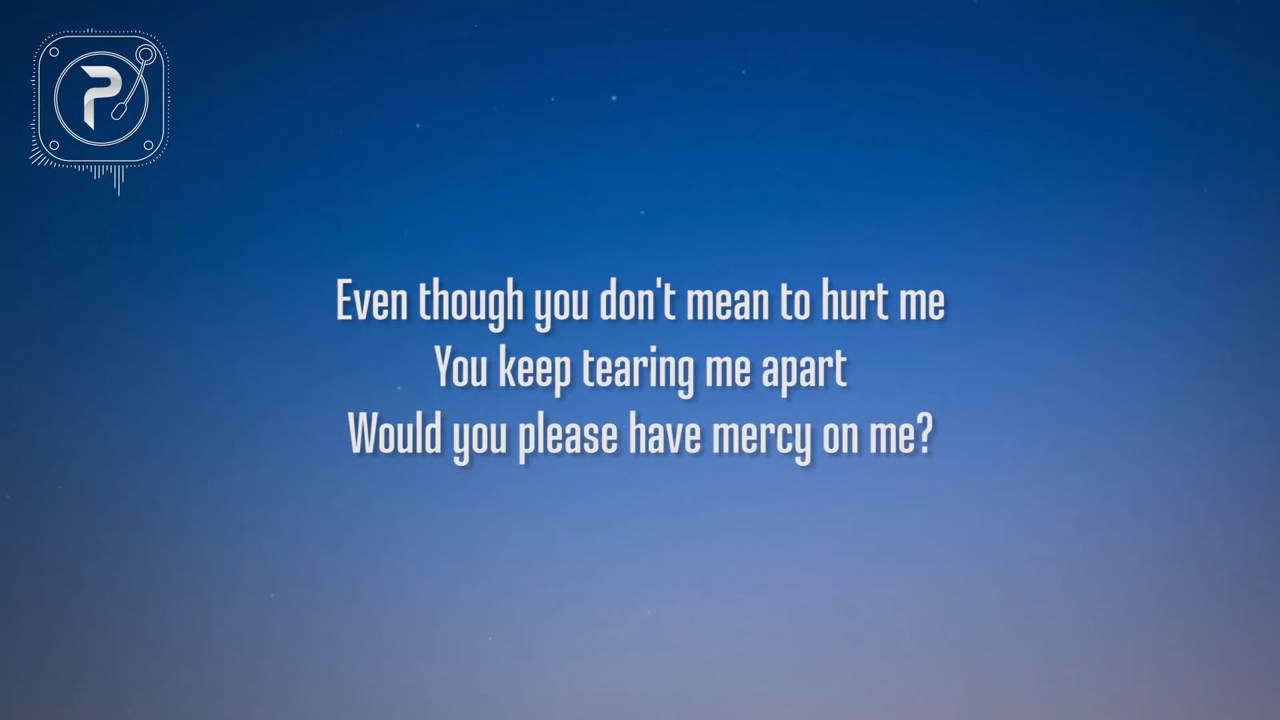 P
Even though you don't mean to hurt me
You keep tearing me apart
Would you please have mercy on me?